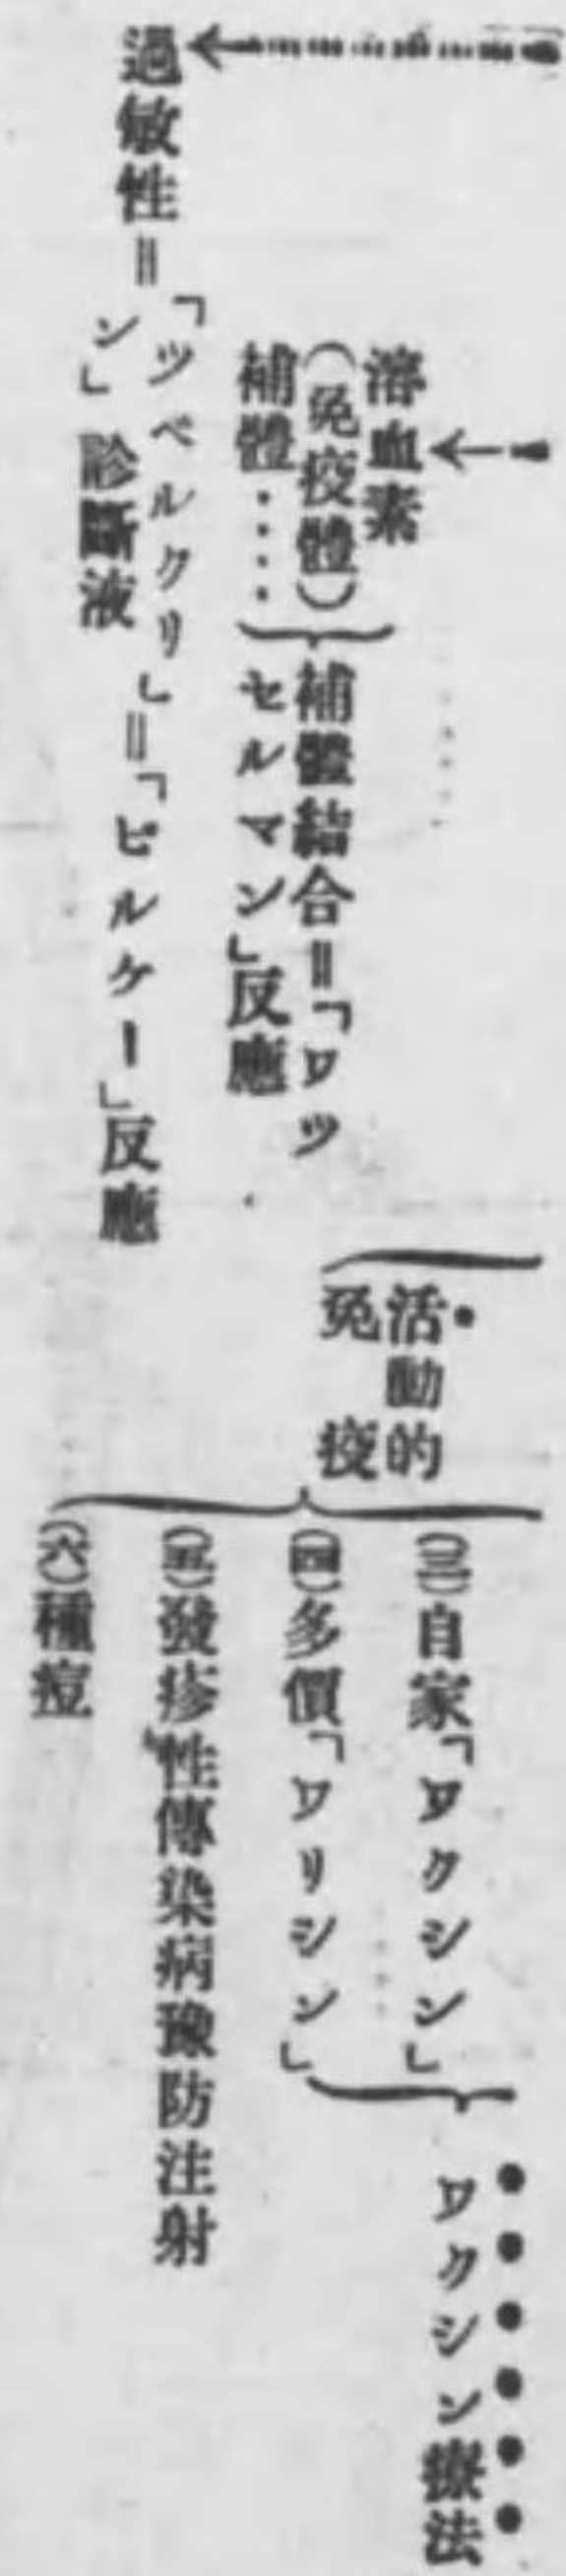 溶血素
(免疫體)
補體‥‥
補體結合=「ワツ
セルマン」反應
過敏性=
「ツベルクリ
ン」診斷液
=「ピルケー」反應
活動的
免疫
(三)自家「ワクシン」
(四)多價「ワリシン」
(五)發疹性傳染病豫防注射
(六)種痘
ワクシン療法